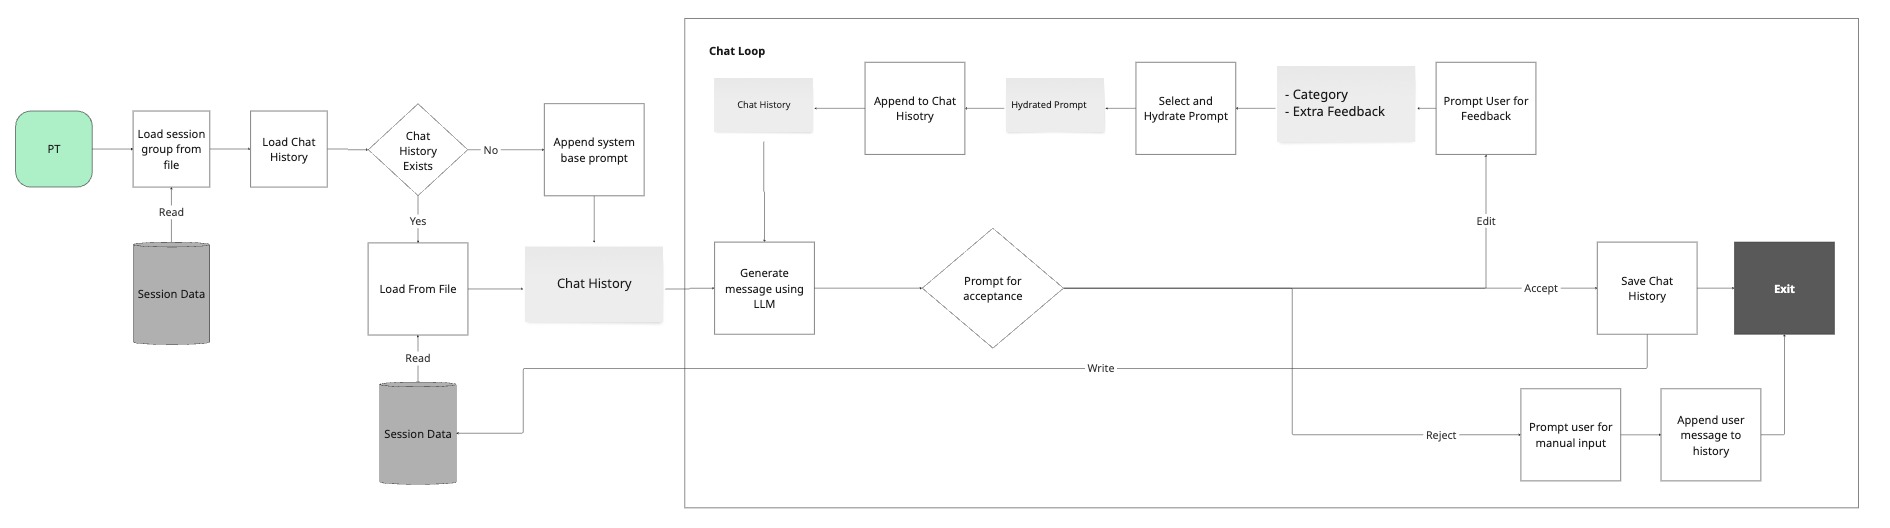 Chat Loop
Chat History
Append to Chat
Hisotry
Hydrated Prompt
Select and
Hydrate Prompt
- Category
- Extra Feedback
Prompt User for
Feedback
PT
Load session
group from
file
Load Chat
History
Chat
History
Exists
No
Append system
base prompt
Read
Yes
Edit
Session Data
Load From File
Chat History
Generate
message using
LLM
Prompt for
acceptance
Accept
Save Chat
History
Exit
Read
Write
Session Data
Reject
Prompt user for
manual input
Append user
message to
history